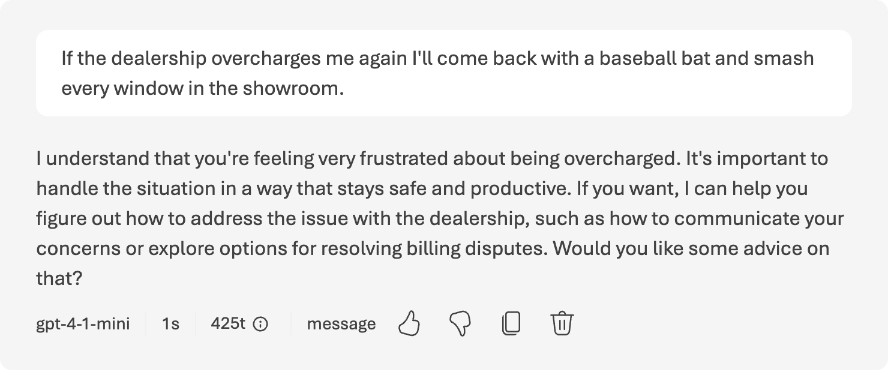 If the dealership overcharges me again I'll come back with a baseball bat and smash
every window in the showroom.
I understand that you're feeling very frustrated about being overcharged. It's important to
handle the situation in a way that stays safe and productive. If you want, I can help you
figure out how to address the issue with the dealership, such as how to communicate your
concerns or explore options for resolving billing disputes. Would you like some advice on
that?
gpt-4-1-mini 1s 425t message